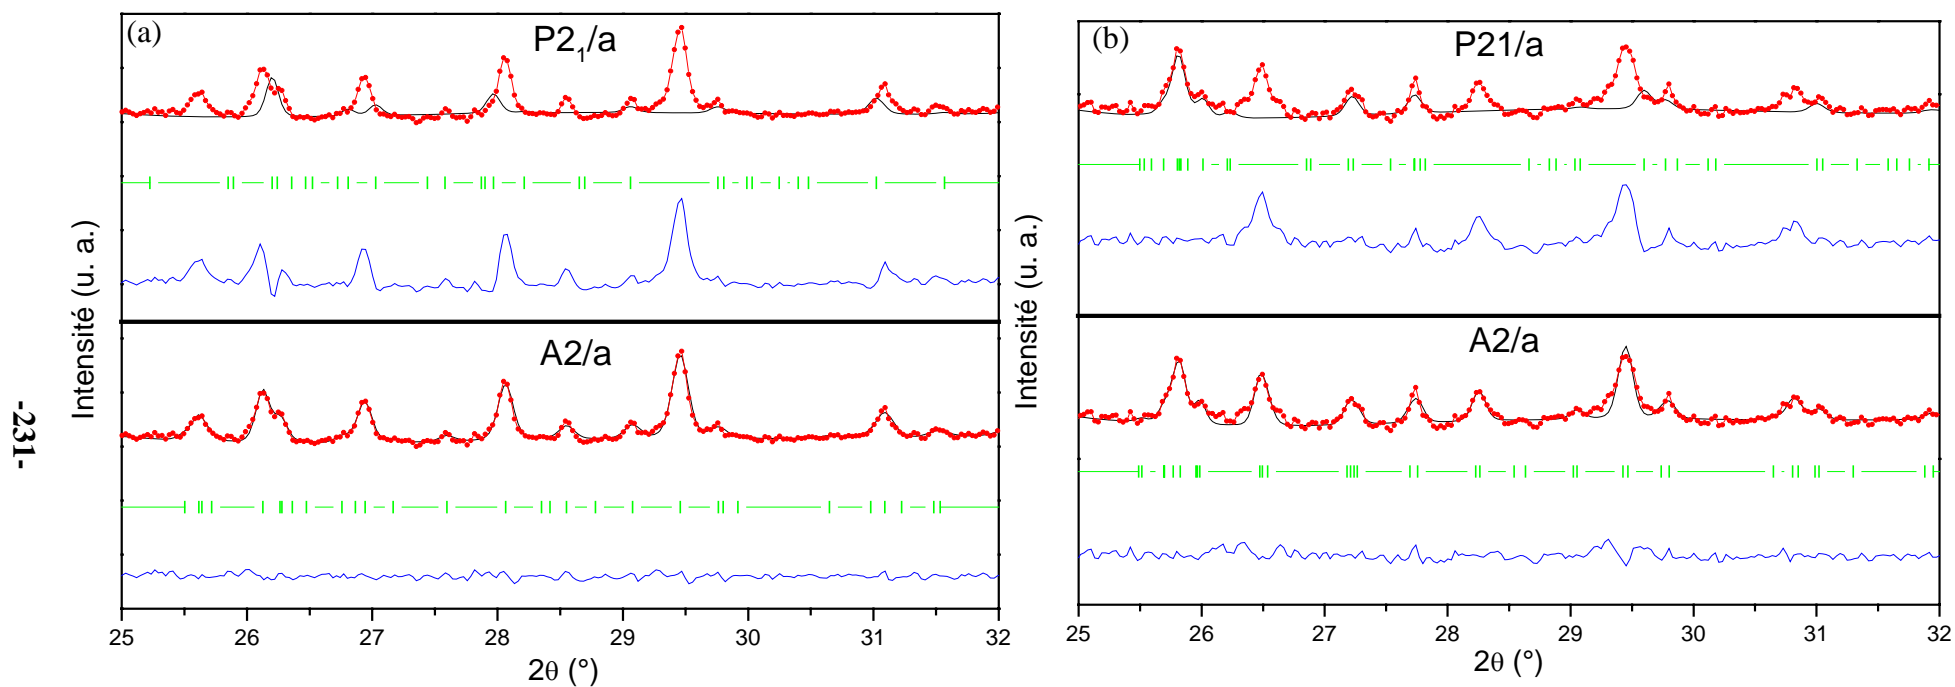 (a)
P2₁/a
A2/a
Intensité (u. a.)
25 26 27 28 29 30 31 32
2θ (°)
(b)
P21/a
A2/a
Intensité (u. a.)
25 26 27 28 29 30 31 32
2θ (°)
-231-